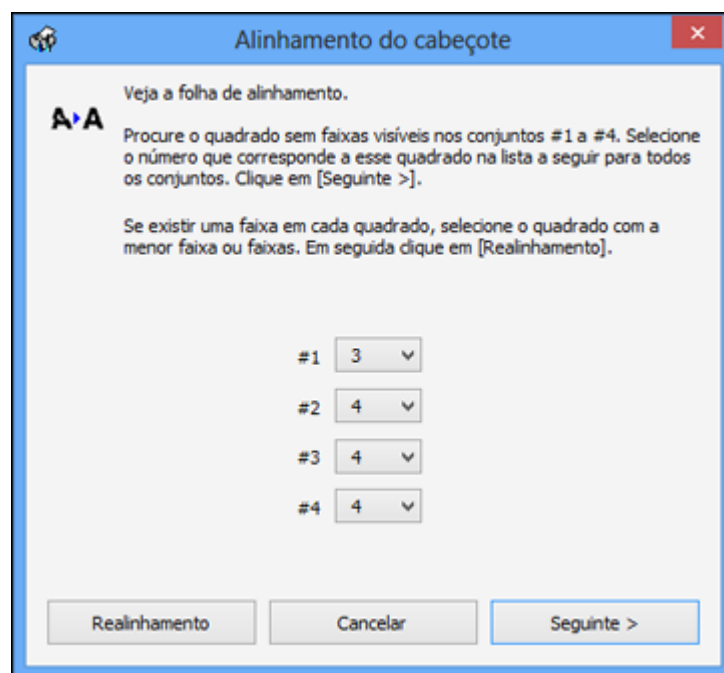 Alinhamento do cabeçote
Veja a folha de alinhamento.
A A
Procure o quadrado sem faixas visíveis nos conjuntos #1 a #4. Selecione
o número que corresponde a esse quadrado na lista a seguir para todos
os conjuntos. Clique em [Seguinte >].
Se existir uma faixa em cada quadrado, selecione o quadrado com a
menor faixa ou faixas. Em seguida clique em [Realinhamento].
#1 3
#2 4
#3 4
#4 4
Realinhamento Cancelar Seguinte >